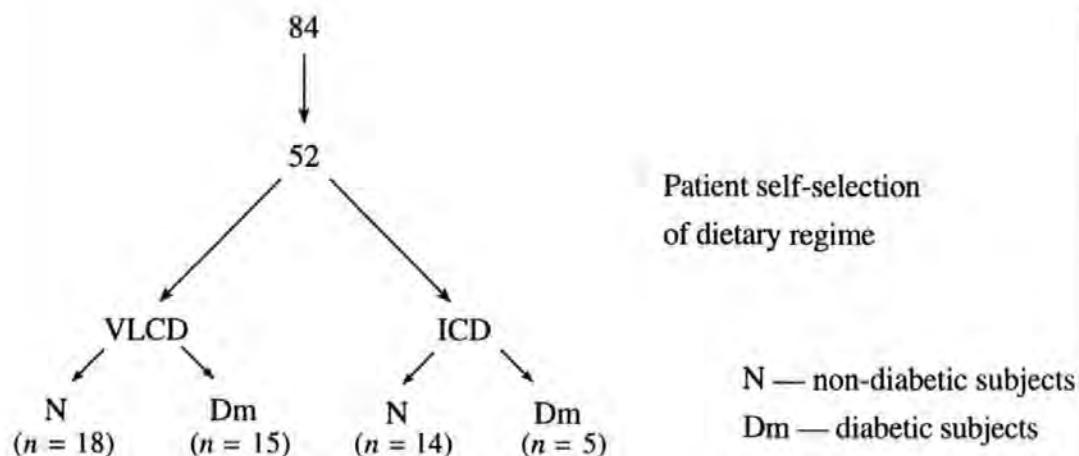 84
52
Patient self-selection
of dietary regime
VLCD ICD
N Dm N Dm
(n = 18) (n = 15) (n = 14) (n = 5)
N — non-diabetic subjects
Dm — diabetic subjects